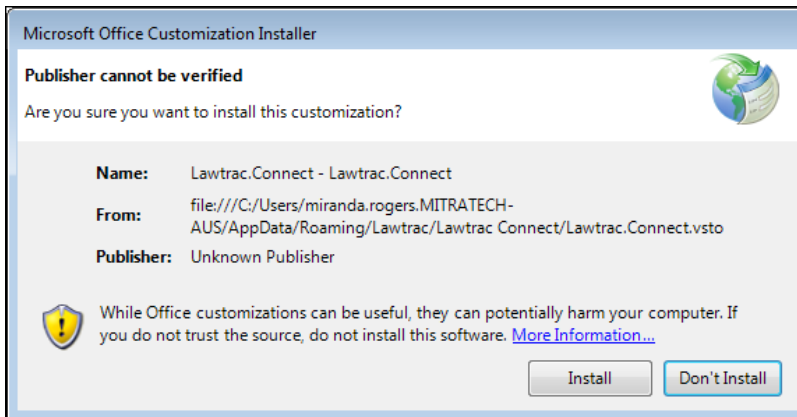 Microsoft Office Customization Installer
Publisher cannot be verified
Are you sure you want to install this customization?
Name: Lawtrac.Connect - Lawtrac.Connect
From: file:///C:/Users/miranda.rogers.MITRATECH-
AUS/AppData/Roaming/Lawtrac/Lawtrac Connect/Lawtrac.Connect.vsto
Publisher: Unknown Publisher
While Office customizations can be useful, they can potentially harm your computer. If
you do not trust the source, do not install this software. More Information...
Install Don't Install